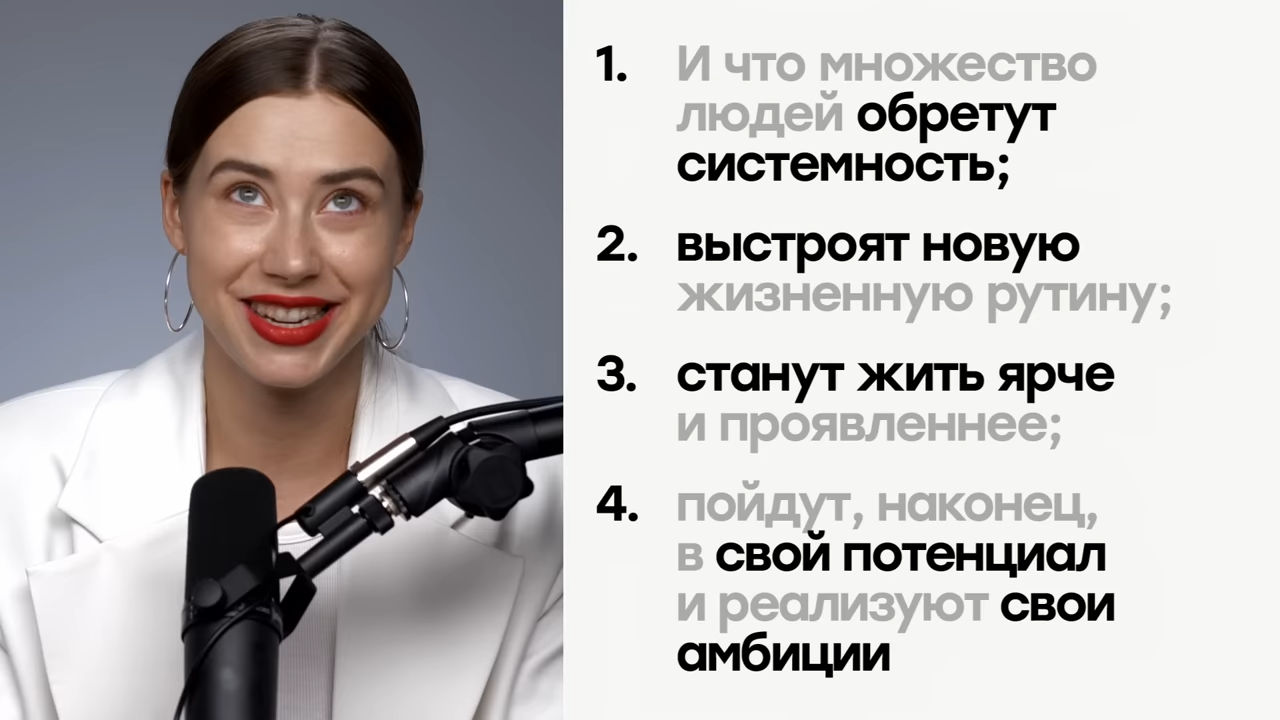 1. И что множество
людей обретут
системность;
2. выстроят новую
жизненную рутину;
3. станут жить ярче
и проявленнее;
4. пойдут, наконец,
в свой потенциал
и реализуют свои
амбиции